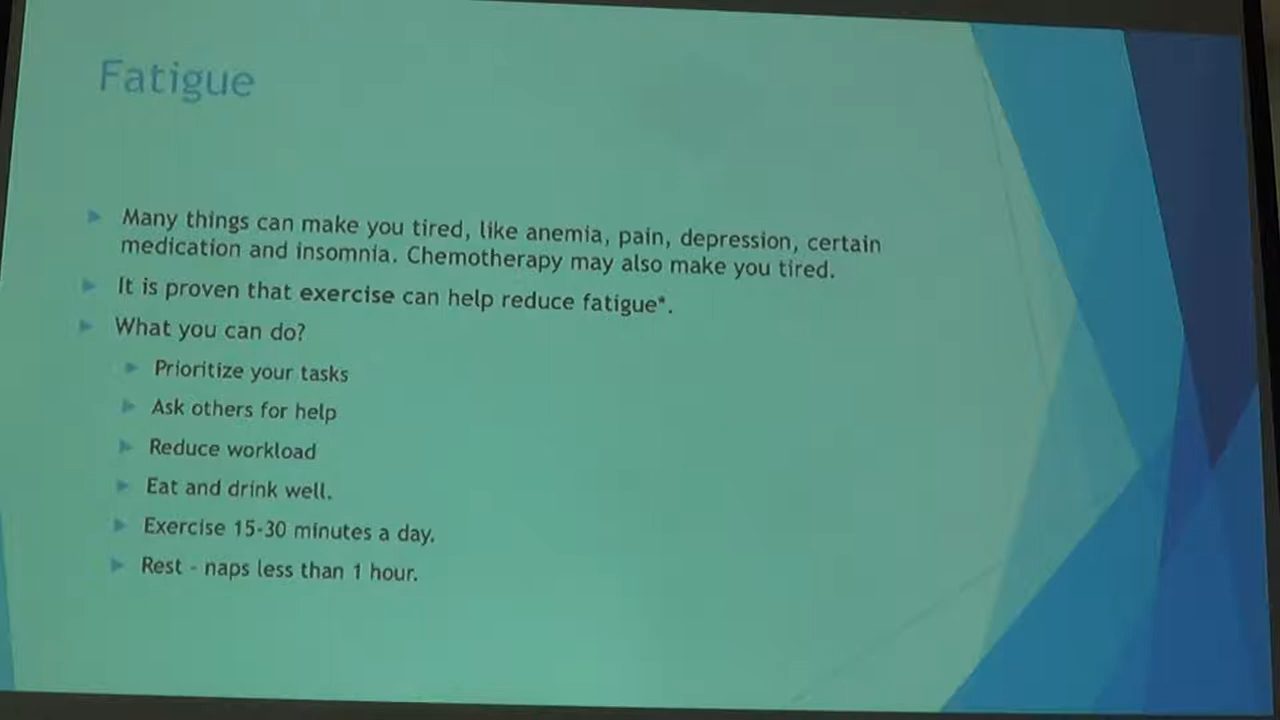 Fatigue
Many things can make you tired, like anemia, pain, depression, certain
medication and insomnia. Chemotherapy may also make you tired.
It is proven that exercise can help reduce fatigue*.
What you can do?
Prioritize your tasks
Ask others for help
Reduce workload
Eat and drink well.
Exercise 15-30 minutes a day.
Rest - naps less than 1 hour.